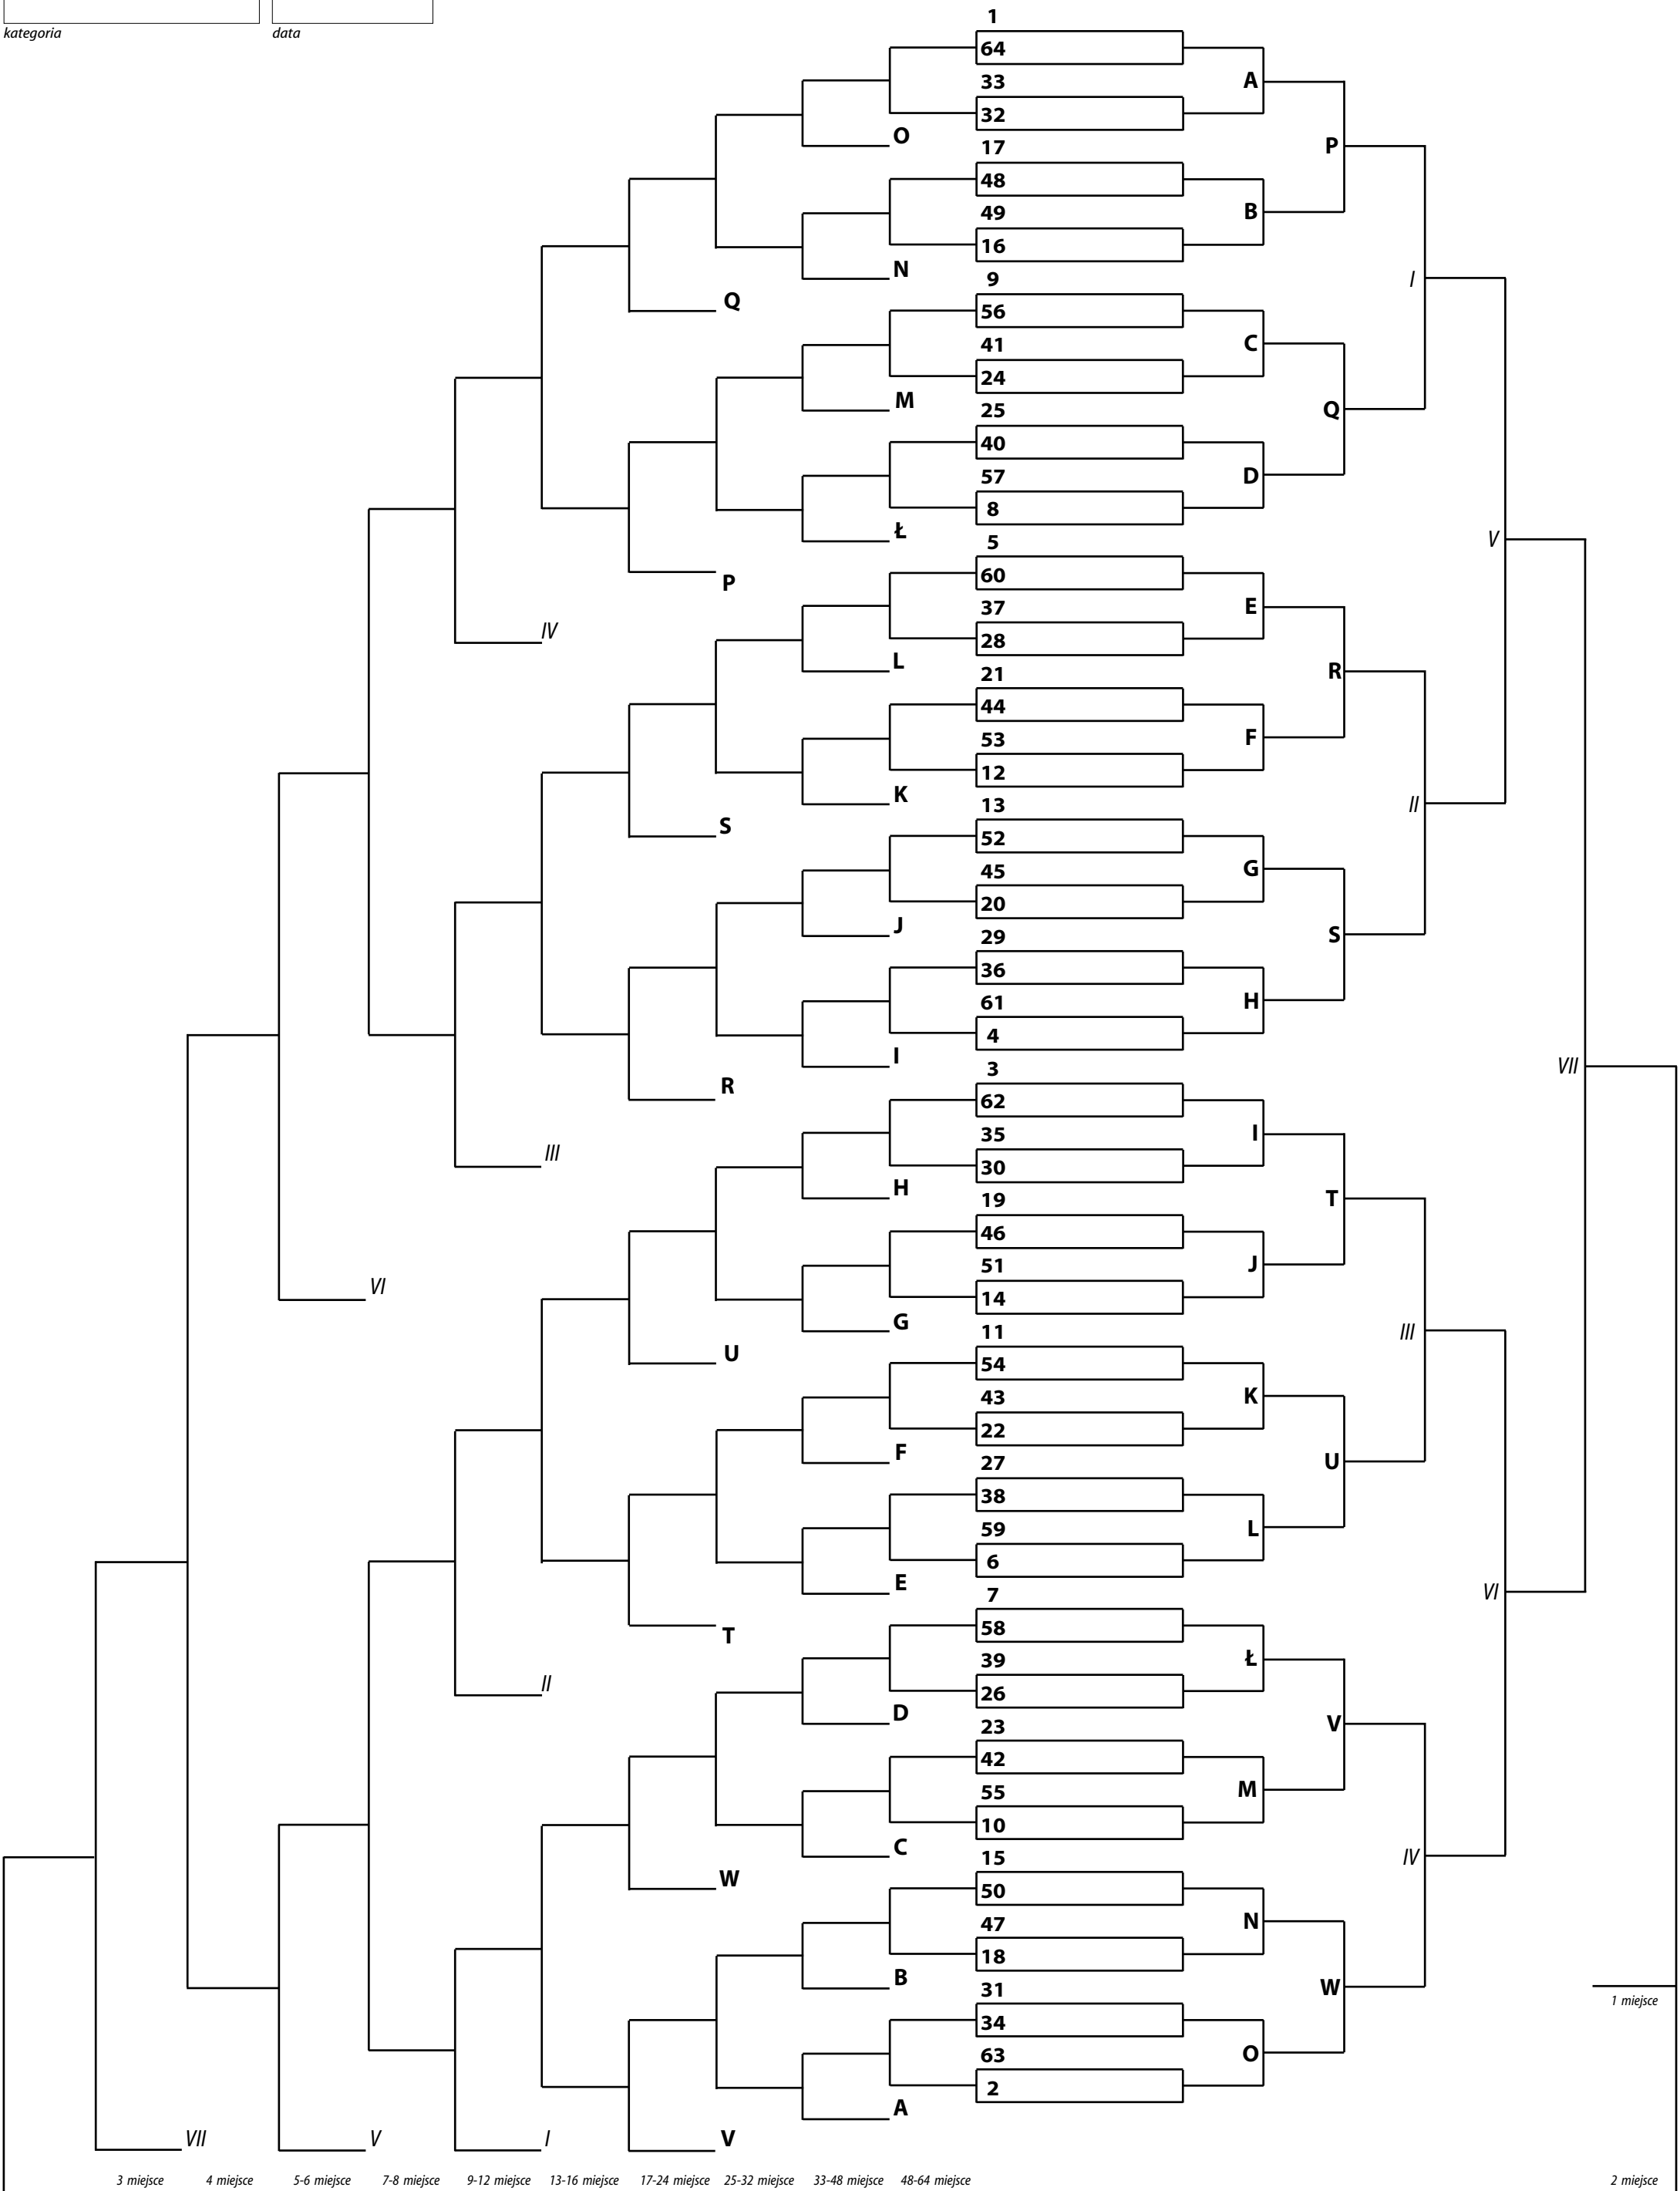 kategoria data
1
64
33 A
32
O
17 P
48
49 B
16
N
9 I
Q
56
41 C
24
M
25 Q
40
57 D
8
Ł
5 V
60
P
37 E
28
IV
L
21 R
44
53 F
12
K
13 II
S
52
45 G
20
J
29 S
36
61 H
4
I
3 VII
R
62
35 I
III
30
H
19 T
46
51 J
VI
14
G
11 III
U
54
43 K
22
F
27 U
38
59 L
6
E
7 VI
58
T
39 Ł
II
26
D
23 V
42
55 M
10
C
15 IV
W
50
47 N
18
B
31 W
1 miejsce
34
63 O
2
A
VII V I V
3 miejsce 4 miejsce 5-6 miejsce 7-8 miejsce 9-12 miejsce 13-16 miejsce 17-24 miejsce 25-32 miejsce 33-48 miejsce 48-64 miejsce 2 miejsce